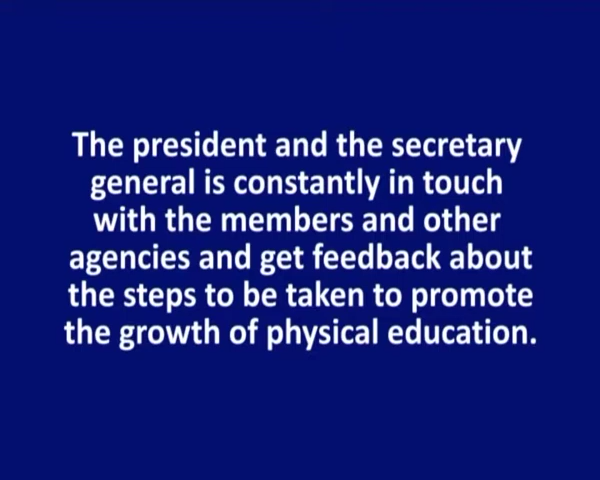 The president and the secretary
general is constantly in touch
with the members and other
agencies and get feedback about
the steps to be taken to promote
the growth of physical education.